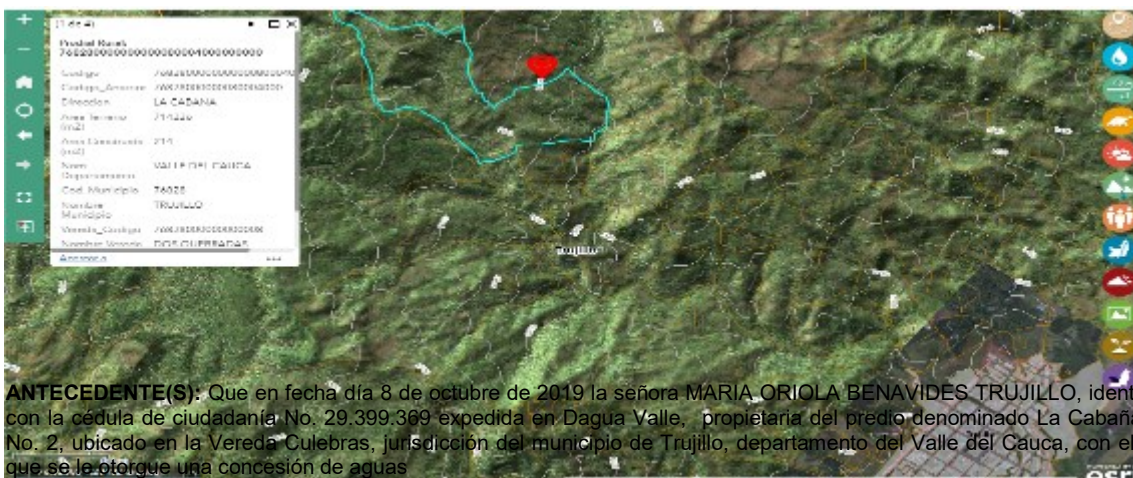 (1 de 4)
Predial Rural:
Codigo
Direccion LA CABANA
Area Terreno
(m2)
(m2) 214
Nom VALLE DEL CAUCA
Departamento
Cod. Municipio 76828
Nombre TRUJILLO
Municipio
Vereda_Codigo
Nombre Vereda DOS QUEBRADAS
Acercar a
Trujillo
ANTECEDENTE(S): Que en fecha día 8 de octubre de 2019 la señora MARIA ORIOLA BENAVIDES TRUJILLO, ident
con la cédula de ciudadanía No. 29.399.369 expedida en Dagua Valle, propietaria del predio denominado La Cabaña
No. 2, ubicado en la Vereda Culebras, jurisdicción del municipio de Trujillo, departamento del Valle del Cauca, con el
que se le otorgue una concesión de aguas
esri